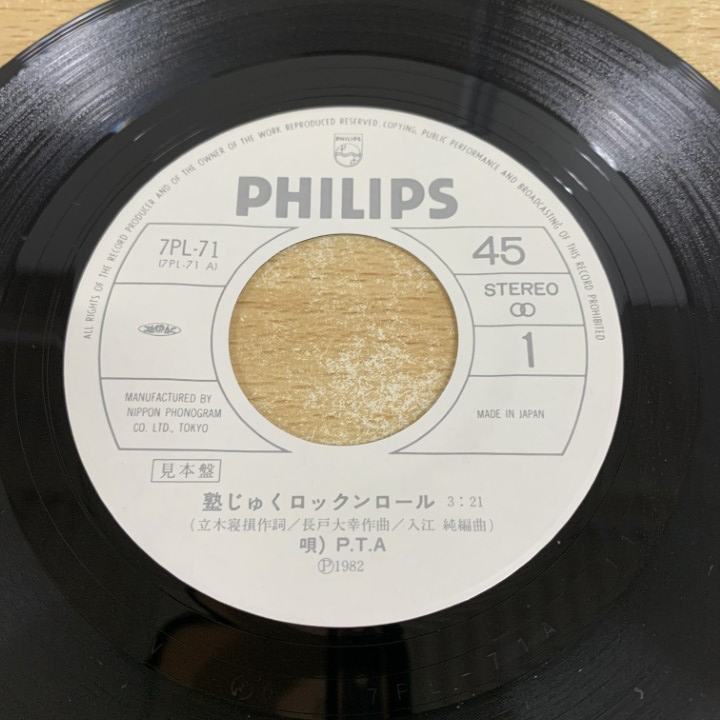 ALL RIGHTS OF THE RECORD PRODUCER AND OF THE OWNER OF THE WORK REPRODUCED RESERVED. COPYING, PUBLIC PERFORMANCE AND BROADCASTING OF THIS RECORD PROHIBITED
PHILIPS
PHILIPS
7PL-71
(7PL-71 A)
45
STEREO
1
MANUFACTURED BY
NIPPON PHONOGRAM
CO. LTD., TOKYO
MADE IN JAPAN
見本盤
塾じゅくロックンロール 3:21
(立木寝損作詞/長戸大幸作曲/入江 純編曲)
唄) P.T.A
Ⓟ1982
7PL-71A